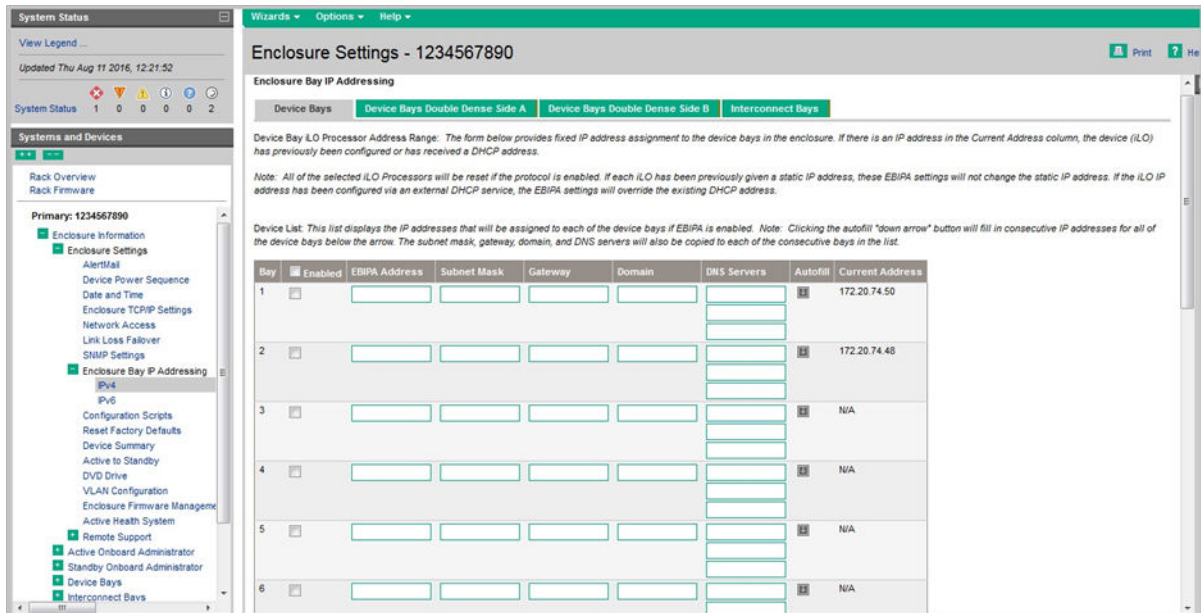 System Status
View Legend ...
Updated Thu Aug 11 2016, 12:21:52
System Status 1 0 0 0 0 2
Systems and Devices
Rack Overview
Rack Firmware
Primary: 1234567890
Enclosure Information
Enclosure Settings
AlertMail
Device Power Sequence
Date and Time
Enclosure TCP/IP Settings
Network Access
Link Loss Failover
SNMP Settings
Enclosure Bay IP Addressing
IPv4
IPv6
Configuration Scripts
Reset Factory Defaults
Device Summary
Active to Standby
DVD Drive
VLAN Configuration
Enclosure Firmware Manageme
Active Health System
Remote Support
Active Onboard Administrator
Standby Onboard Administrator
Device Bays
Interconnect Bays
Wizards Options Help
Enclosure Settings - 1234567890
Print ? He
Enclosure Bay IP Addressing
Device Bays Device Bays Double Dense Side A Device Bays Double Dense Side B Interconnect Bays
Device Bay iLO Processor Address Range: The form below provides fixed IP address assignment to the device bays in the enclosure. If there is an IP address in the Current Address column, the device (iLO)
has previously been configured or has received a DHCP address.
Note: All of the selected iLO Processors will be reset if the protocol is enabled. If each iLO has been previously given a static IP address, these EBIPA settings will not change the static IP address. If the iLO IP
address has been configured via an external DHCP service, the EBIPA settings will override the existing DHCP address.
Device List: This list displays the IP addresses that will be assigned to each of the device bays if EBIPA is enabled. Note: Clicking the autofill "down arrow" button will fill in consecutive IP addresses for all of
the device bays below the arrow. The subnet mask, gateway, domain, and DNS servers will also be copied to each of the consecutive bays in the list.
Bay Enabled EBIPA Address Subnet Mask Gateway Domain DNS Servers Autofill Current Address
1 172.20.74.50
2 172.20.74.48
3 N/A
4 N/A
5 N/A
6 N/A